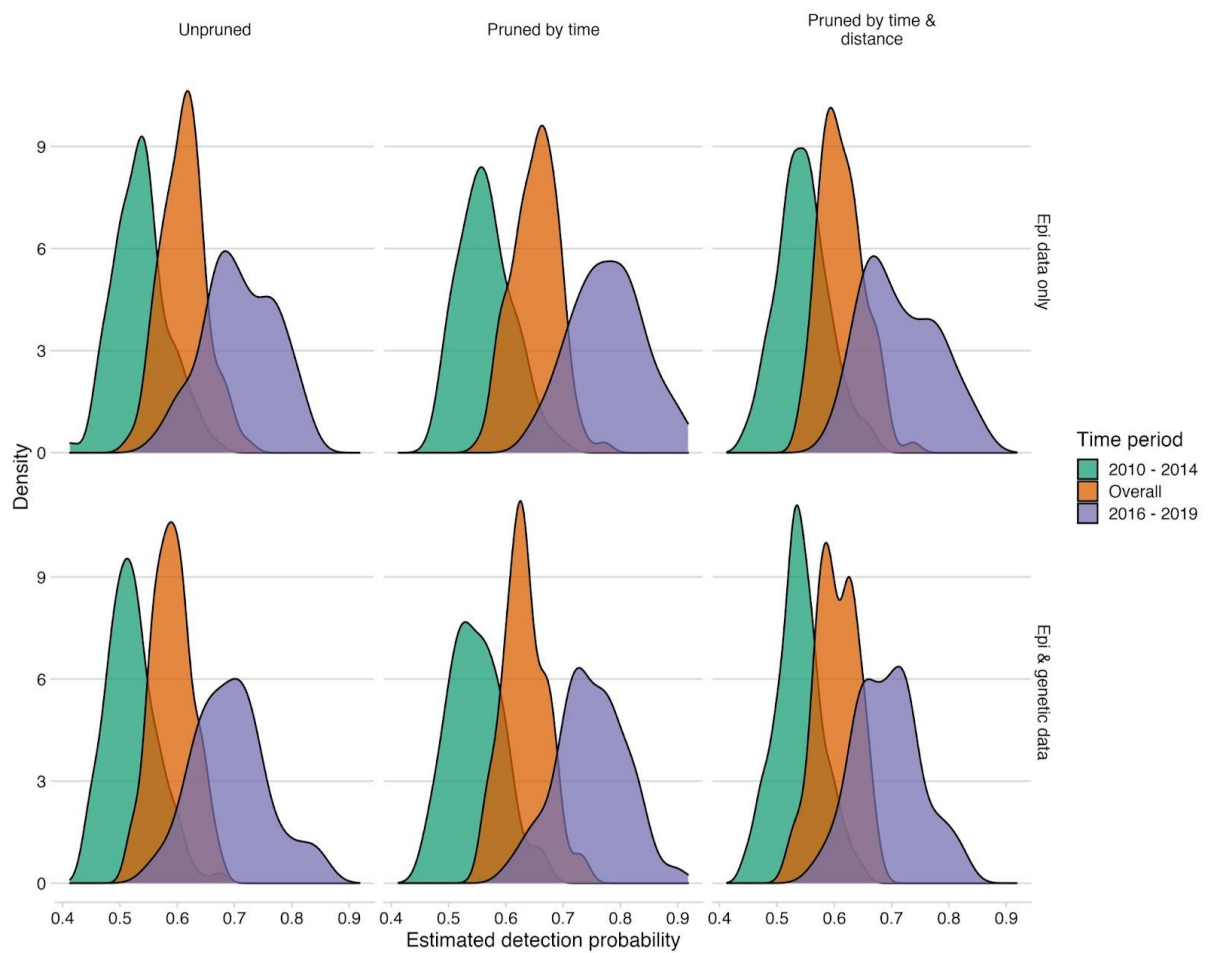 Unpruned
Pruned by time
Pruned by time &
distance
9
6
3
0
Epi data only
Density
9
6
3
0
Epi & genetic data
0.4 0.5 0.6 0.7 0.8 0.9
0.4 0.5 0.6 0.7 0.8 0.9
0.4 0.5 0.6 0.7 0.8 0.9
Estimated detection probability
Time period
2010 - 2014
Overall
2016 - 2019